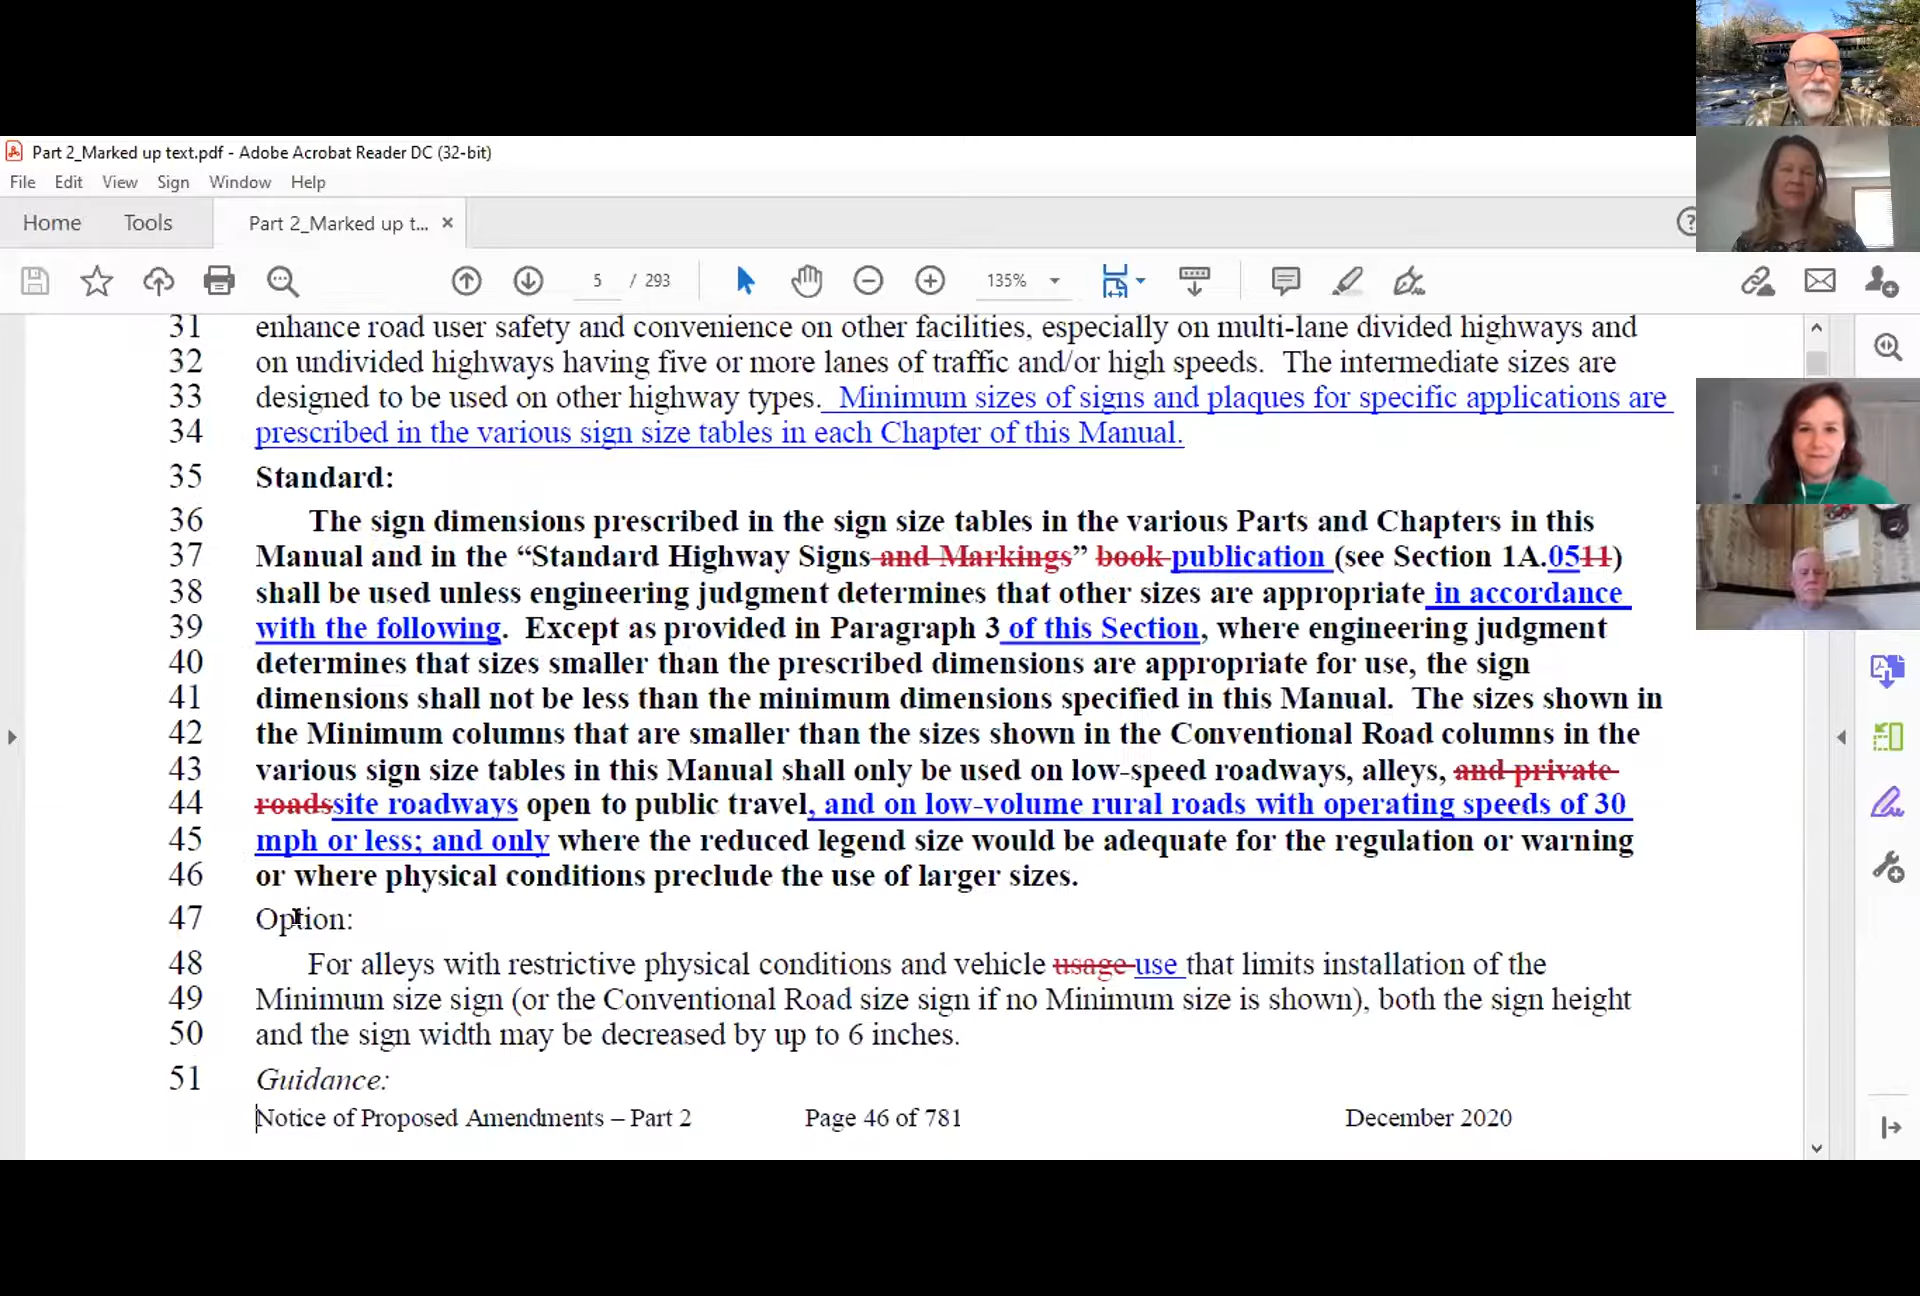 Part 2_Marked up text.pdf - Adobe Acrobat Reader DC (32-bit)
File Edit View Sign Window Help
Home Tools Part 2_Marked up t... ×
5 / 293 135%
31 enhance road user safety and convenience on other facilities, especially on multi-lane divided highways and
32 on undivided highways having five or more lanes of traffic and/or high speeds. The intermediate sizes are
33 designed to be used on other highway types. Minimum sizes of signs and plaques for specific applications are
34 prescribed in the various sign size tables in each Chapter of this Manual.
35 Standard:
36 The sign dimensions prescribed in the sign size tables in the various Parts and Chapters in this
37 Manual and in the “Standard Highway Signs and Markings” book publication (see Section 1A.0511)
38 shall be used unless engineering judgment determines that other sizes are appropriate in accordance
39 with the following. Except as provided in Paragraph 3 of this Section, where engineering judgment
40 determines that sizes smaller than the prescribed dimensions are appropriate for use, the sign
41 dimensions shall not be less than the minimum dimensions specified in this Manual. The sizes shown in
42 the Minimum columns that are smaller than the sizes shown in the Conventional Road columns in the
43 various sign size tables in this Manual shall only be used on low-speed roadways, alleys, and private
44 roadssite roadways open to public travel, and on low-volume rural roads with operating speeds of 30
45 mph or less; and only where the reduced legend size would be adequate for the regulation or warning
46 or where physical conditions preclude the use of larger sizes.
47 Option:
48 For alleys with restrictive physical conditions and vehicle usage use that limits installation of the
49 Minimum size sign (or the Conventional Road size sign if no Minimum size is shown), both the sign height
50 and the sign width may be decreased by up to 6 inches.
51 Guidance:
Notice of Proposed Amendments – Part 2 Page 46 of 781 December 2020